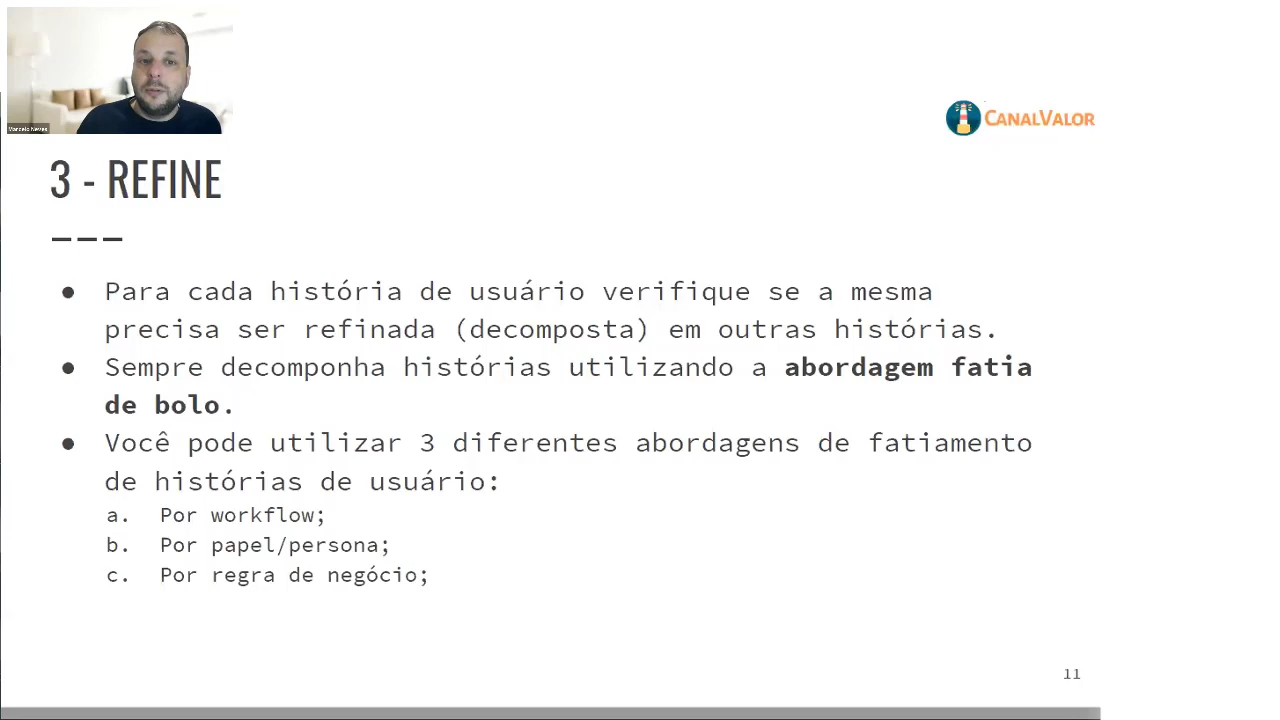 Marcelo Neves
CANALVALOR
3 - REFINE
● Para cada história de usuário verifique se a mesma
precisa ser refinada (decomposta) em outras histórias.
● Sempre decomponha histórias utilizando a abordagem fatia
de bolo.
● Você pode utilizar 3 diferentes abordagens de fatiamento
de histórias de usuário:
a. Por workflow;
b. Por papel/persona;
c. Por regra de negócio;
11